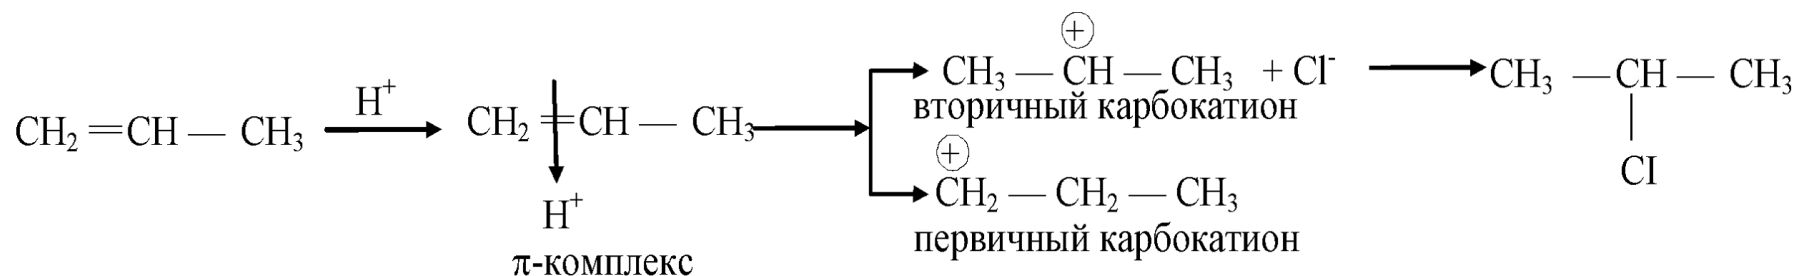 CH₂ = CH — CH₃
H⁺
CH₂ = CH — CH₃
H⁺
π-комплекс
+
CH₃ — CH — CH₃ + Cl⁻
вторичный карбокатион
+
CH₂ — CH₂ — CH₃
первичный карбокатион
CH₃ — CH — CH₃
Cl